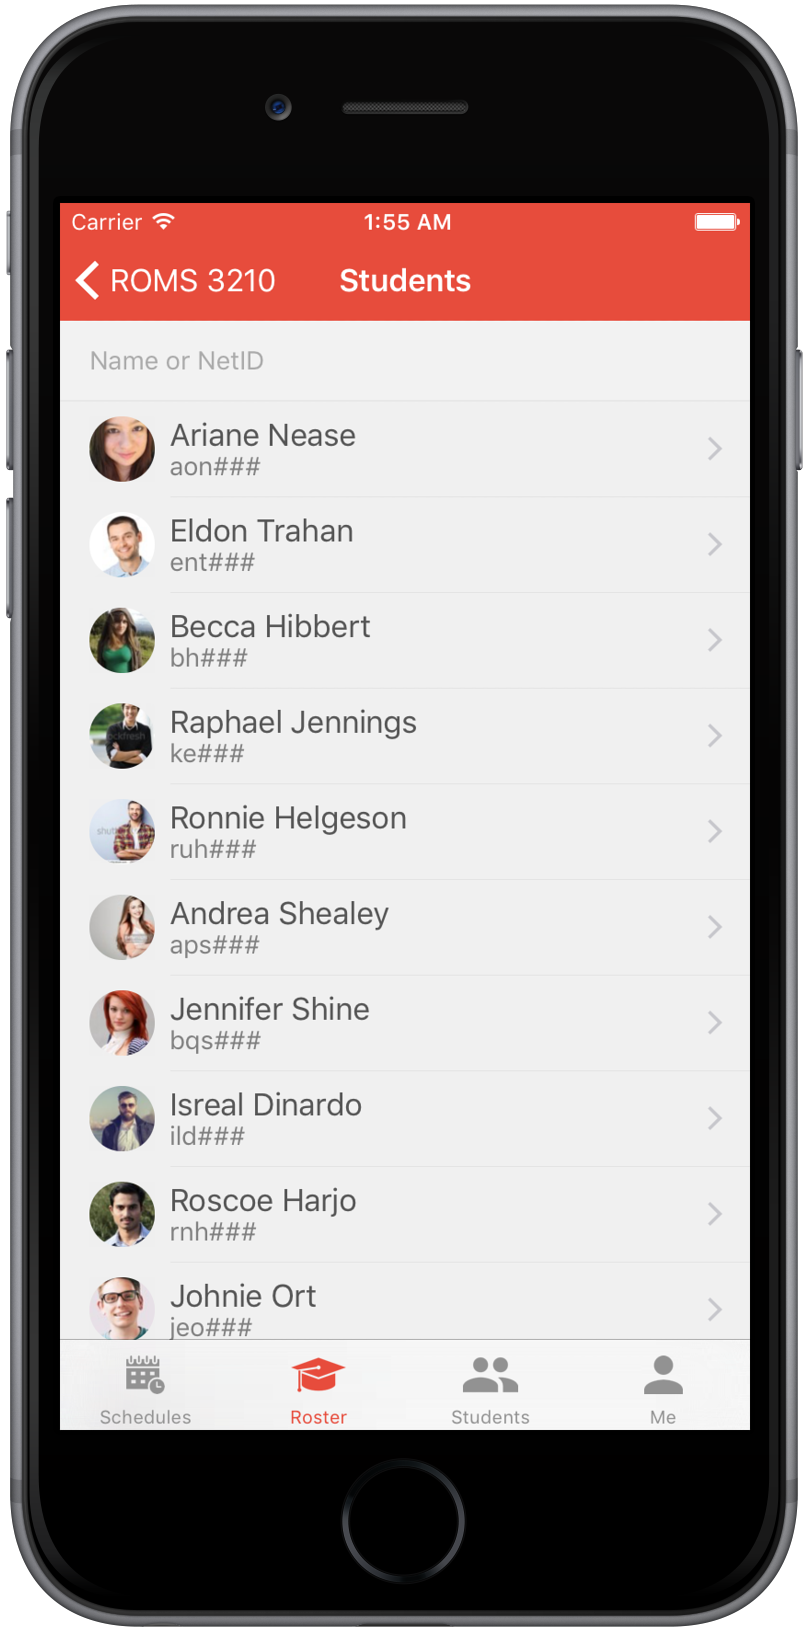 Carrier 1:55 AM
ROMS 3210 Students
Name or NetID
Ariane Nease
aon###
Eldon Trahan
ent###
Becca Hibbert
bh###
Raphael Jennings
ke###
Ronnie Helgeson
ruh###
Andrea Shealey
aps###
Jennifer Shine
bqs###
Isreal Dinardo
ild###
Roscoe Harjo
rnh###
Johnie Ort
jeo###
Schedules Roster Students Me